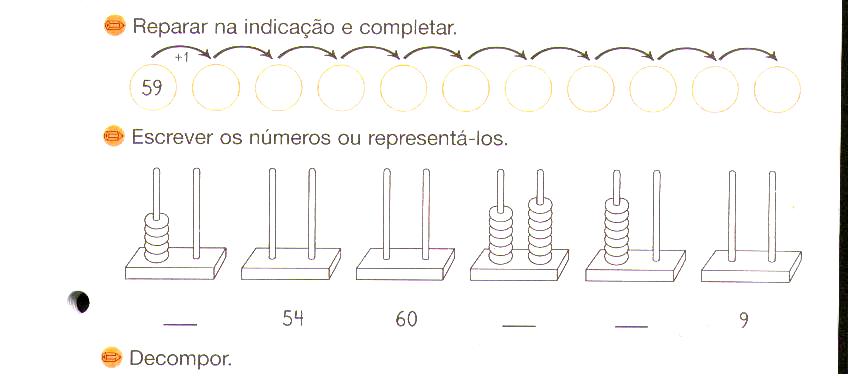 Reparar na indicação e completar.
+1
59
Escrever os números ou representá-los.
54 60 9
Decompor.